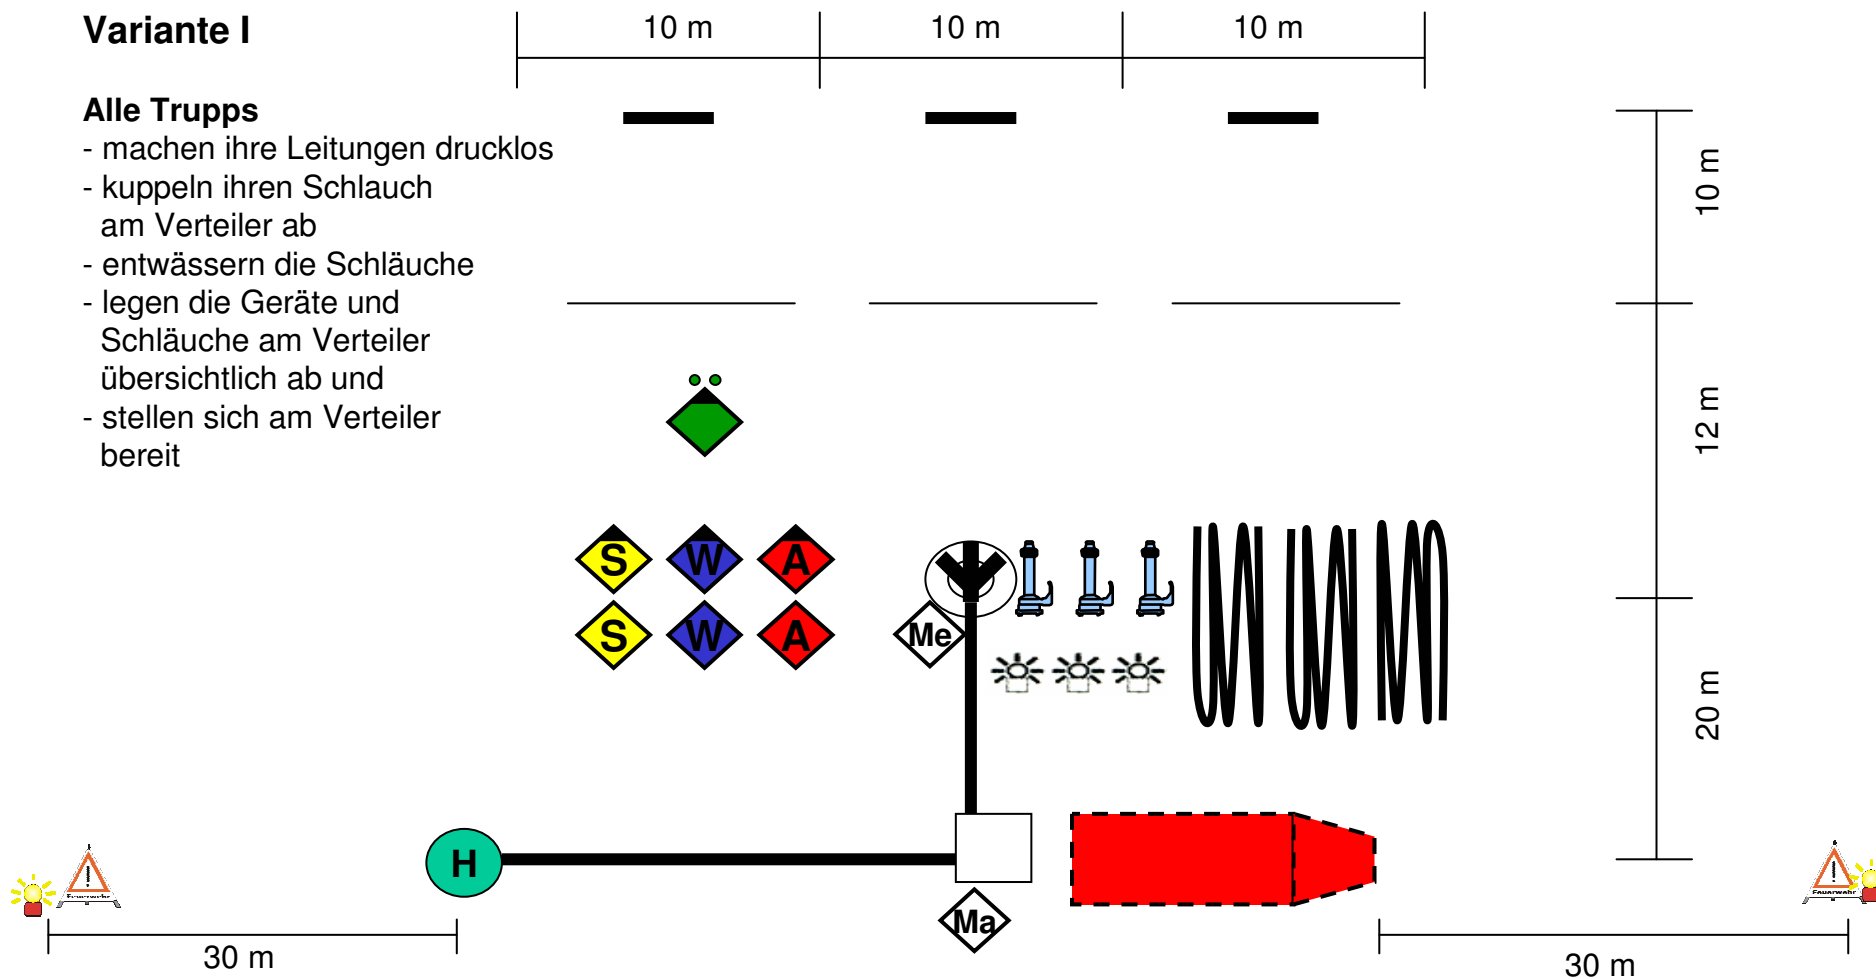 Variante I
10 m
10 m
10 m
Alle Trupps
- machen ihre Leitungen drucklos
- kuppeln ihren Schlauch
am Verteiler ab
- entwässern die Schläuche
- legen die Geräte und
Schläuche am Verteiler
übersichtlich ab und
- stellen sich am Verteiler
bereit
10 m
12 m
20 m
S
W
A
S
W
A
Me
H
Ma
!
Feuerwehr
!
Feuerwehr
30 m
30 m